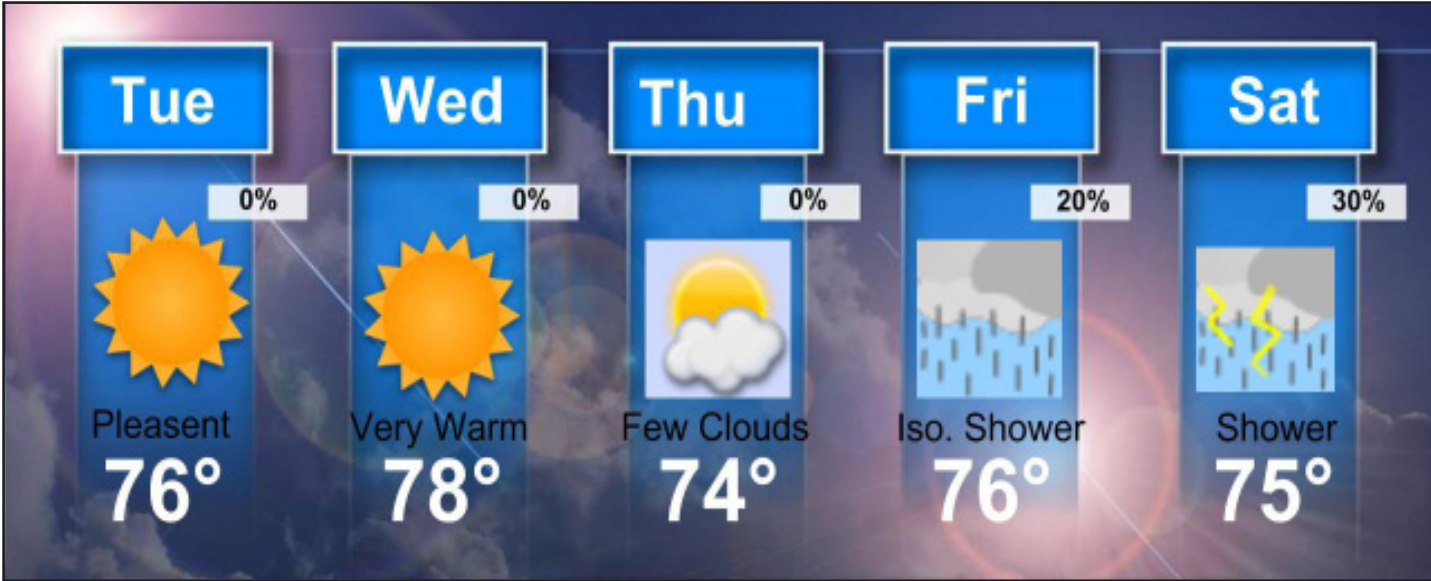 Tue Wed Thu Fri Sat
0% 0% 0% 20% 30%
Pleasent Very Warm Few Clouds Iso. Shower Shower
76° 78° 74° 76° 75°